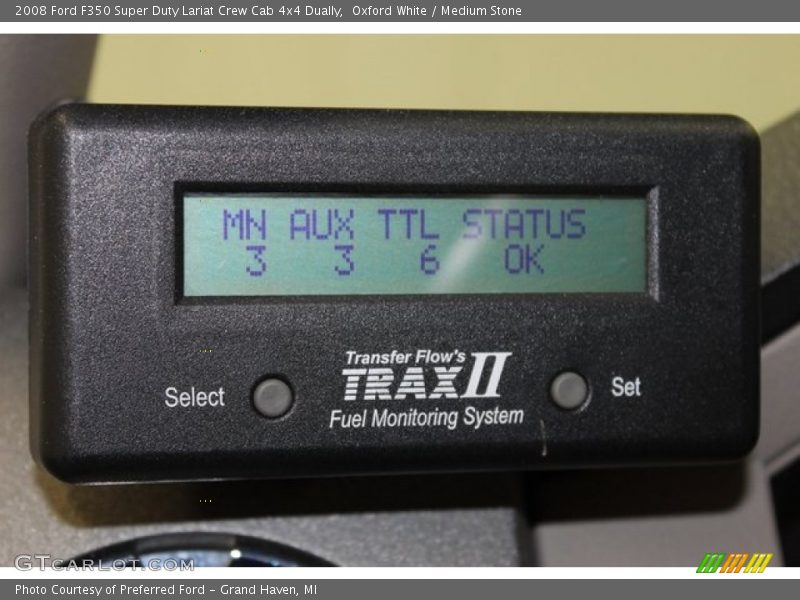 2008 Ford F350 Super Duty Lariat Crew Cab 4x4 Dually, Oxford White / Medium Stone
MN AUX TTL STATUS
3 3 6 OK
Transfer Flow's
TRAX II
Select
Set
Fuel Monitoring System
GTCARLOT.COM
Photo Courtesy of Preferred Ford - Grand Haven, MI